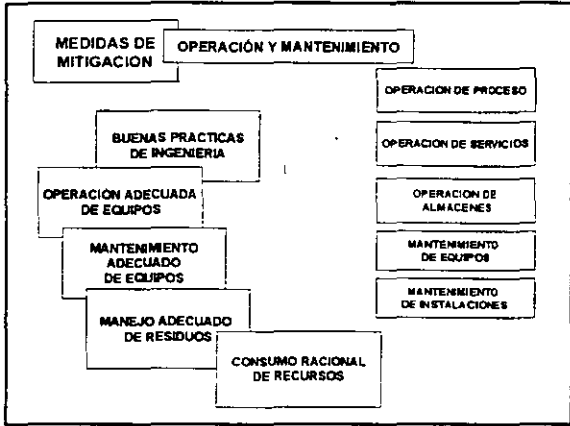 MEDIDAS DE
MITIGACION
OPERACIÓN Y MANTENIMIENTO
OPERACION DE PROCESO
BUENAS PRACTICAS
DE INGENIERIA
OPERACION DE SERVICIOS
OPERACION ADECUADA
DE EQUIPOS
OPERACION DE
ALMACENES
MANTENIMIENTO
ADECUADO
DE EQUIPOS
MANTENIMIENTO
DE EQUIPOS
MANTENIMIENTO
DE INSTALACIONES
MANEJO ADECUADO
DE RESIDUOS
CONSUMO RACIONAL
DE RECURSOS